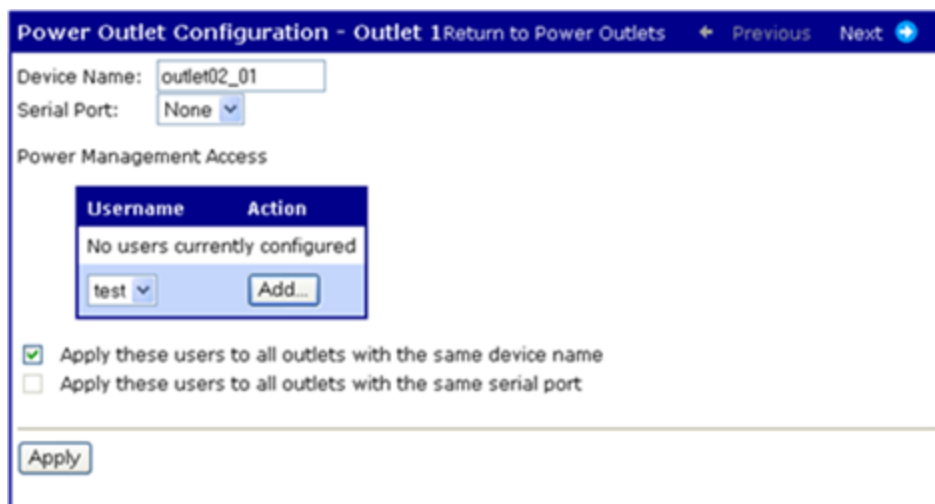 Power Outlet Configuration - Outlet 1 Return to Power Outlets Previous Next
Device Name: outlet02_01
Serial Port: None
Power Management Access
Username Action
No users currently configured
test Add...
Apply these users to all outlets with the same device name
Apply these users to all outlets with the same serial port
Apply